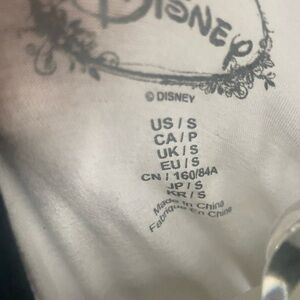 Disney
© DISNEY
US / S
CA / P
UK / S
EU / S
CN / 160/84A
JP / S
KR / S
Made In China
Fabriqué En Chine